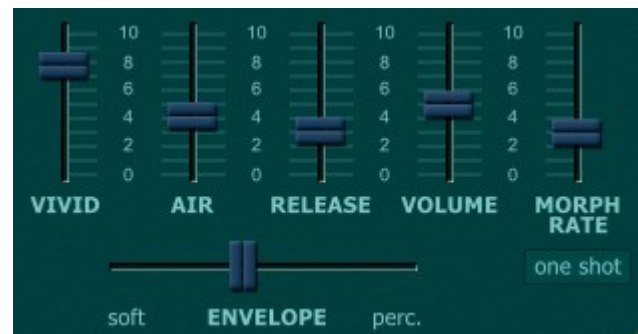 10 10 10 10
8 8 8 8
6 6 6 6
4 4 4 4
2 2 2 2
0 0 0 0
VIVID AIR RELEASE VOLUME MORPH
RATE
one shot
soft ENVELOPE perc.